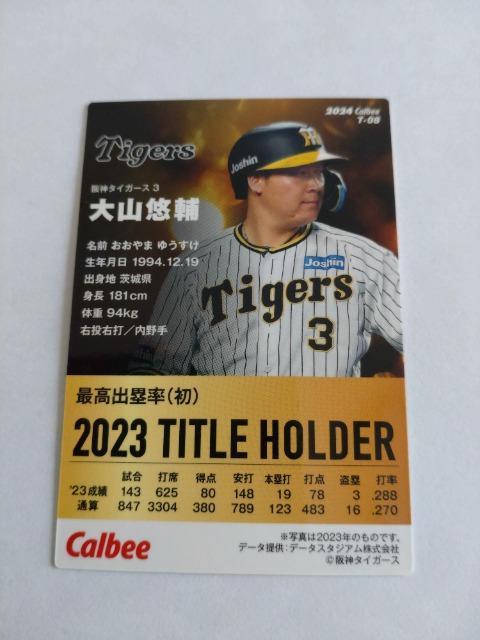 2024 Calbee
T-08
Tigers
阪神タイガース 3
大山悠輔
名前 おおやま ゆうすけ
生年月日 1994.12.19
出身地 茨城県
身長 181cm
体重 94kg
右投右打／内野手
Joshin
Joshin
Tigers
3
最高出塁率(初)
2023 TITLE HOLDER
試合 打席 得点 安打 本塁打 打点 盗塁 打率
'23成績 143 625 80 148 19 78 3 .288
通算 847 3304 380 789 123 483 16 .270
Calbee
※写真は2023年のものです。
データ提供：データスタジアム株式会社
©阪神タイガース